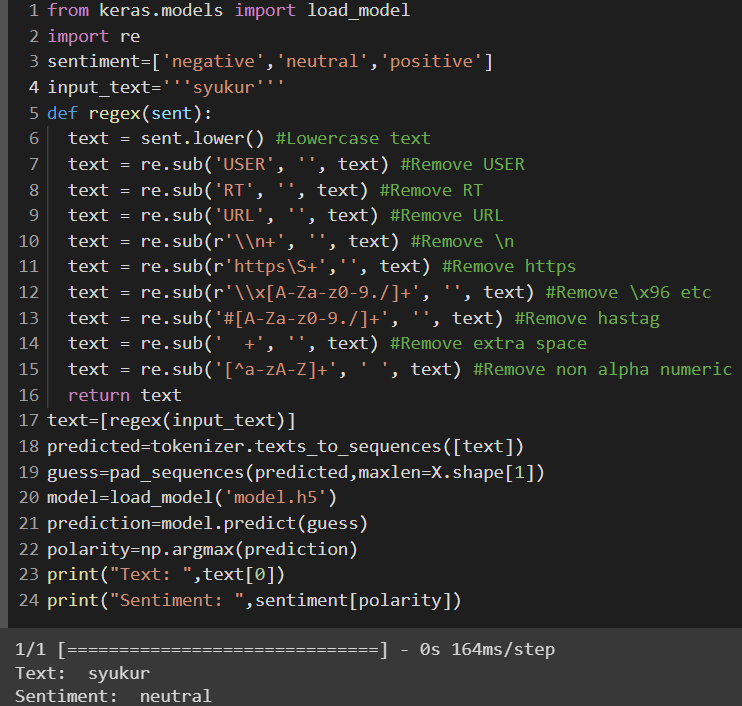 1 from keras.models import load_model
2 import re
3 sentiment=['negative','neutral','positive']
4 input_text='''syukur'''
5 def regex(sent):
6   text = sent.lower() #Lowercase text
7   text = re.sub('USER', '', text) #Remove USER
8   text = re.sub('RT', '', text) #Remove RT
9   text = re.sub('URL', '', text) #Remove URL
10   text = re.sub(r'\\n+', '', text) #Remove \n
11   text = re.sub(r'https\S+','', text) #Remove https
12   text = re.sub(r'\\x[A-Za-z0-9./]+', '', text) #Remove \x96 etc
13   text = re.sub('#[A-Za-z0-9./]+', '', text) #Remove hastag
14   text = re.sub('  +', '', text) #Remove extra space
15   text = re.sub('[^a-zA-Z]+', ' ', text) #Remove non alpha numeric
16   return text
17 text=[regex(input_text)]
18 predicted=tokenizer.texts_to_sequences([text])
19 guess=pad_sequences(predicted,maxlen=X.shape[1])
20 model=load_model('model.h5')
21 prediction=model.predict(guess)
22 polarity=np.argmax(prediction)
23 print("Text: ",text[0])
24 print("Sentiment: ",sentiment[polarity])
1/1 [==============================] - 0s 164ms/step
Text:  syukur
Sentiment:  neutral